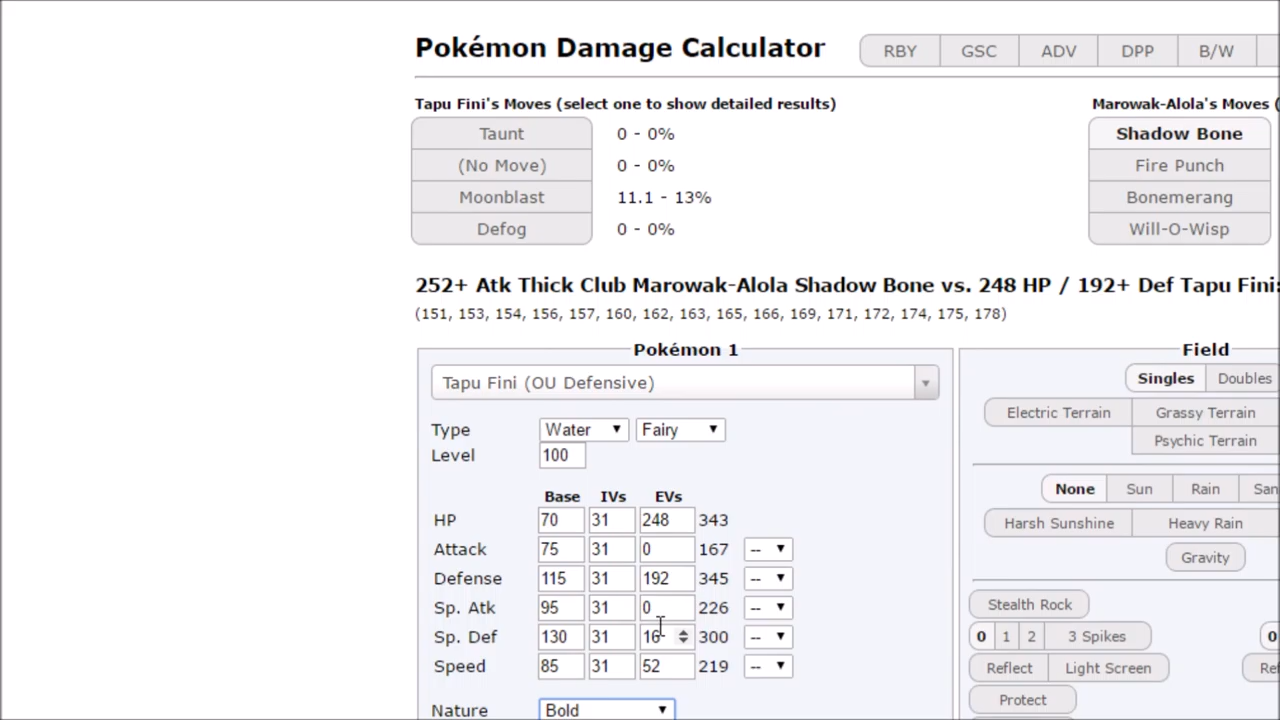 Pokémon Damage Calculator RBY GSC ADV DPP B/W
Tapu Fini's Moves (select one to show detailed results) Marowak-Alola's Moves (
Taunt 0 - 0% Shadow Bone
(No Move) 0 - 0% Fire Punch
Moonblast 11.1 - 13% Bonemerang
Defog 0 - 0% Will-O-Wisp
252+ Atk Thick Club Marowak-Alola Shadow Bone vs. 248 HP / 192+ Def Tapu Fini:
(151, 153, 154, 156, 157, 160, 162, 163, 165, 166, 169, 171, 172, 174, 175, 178)
Pokémon 1 Field
Tapu Fini (OU Defensive) Singles Doubles
Electric Terrain Grassy Terrain
Type Water Fairy
Psychic Terrain
Level 100
Base IVs EVs None Sun Rain San
HP 70 31 248 343 Harsh Sunshine Heavy Rain
Attack 75 31 0 167 -- Gravity
Defense 115 31 192 345 --
Sp. Atk 95 31 0 226 -- Stealth Rock
Sp. Def 130 31 16 300 -- 0 1 2 3 Spikes 0
Speed 85 31 52 219 -- Reflect Light Screen Re
Nature Bold Protect